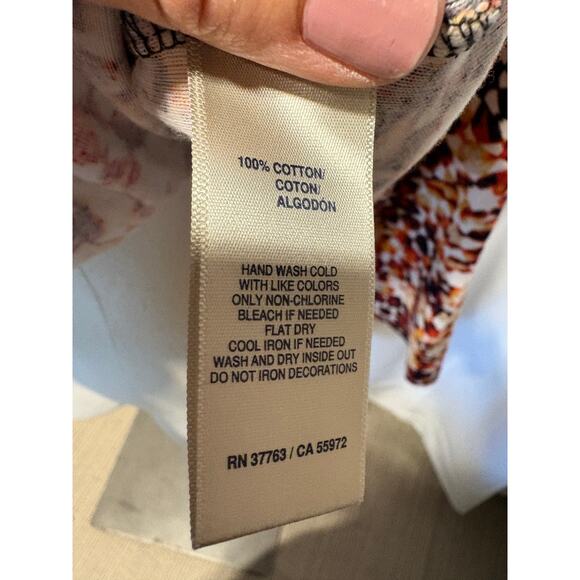 100% COTTON/
COTON/
ALGODÓN
HAND WASH COLD
WITH LIKE COLORS
ONLY NON-CHLORINE
BLEACH IF NEEDED
FLAT DRY
COOL IRON IF NEEDED
WASH AND DRY INSIDE OUT
DO NOT IRON DECORATIONS
RN 37763 / CA 55972